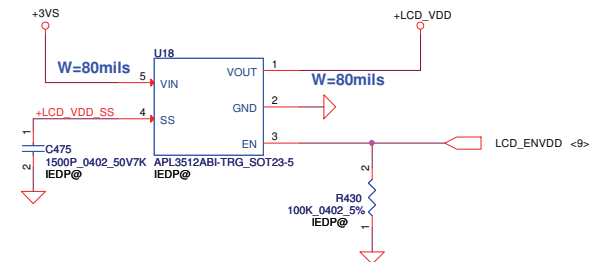 +3VS
+LCD_VDD
U18
W=80mils
5
VIN
VOUT
1
W=80mils
GND
2
+LCD_VDD_SS
4
SS
EN
3
LCD_ENVDD <9>
1
C475
2
1500P_0402_50V7K
IEDP@
APL3512ABI-TRG_SOT23-5
IEDP@
2
R430
100K_0402_5%
IEDP@
1